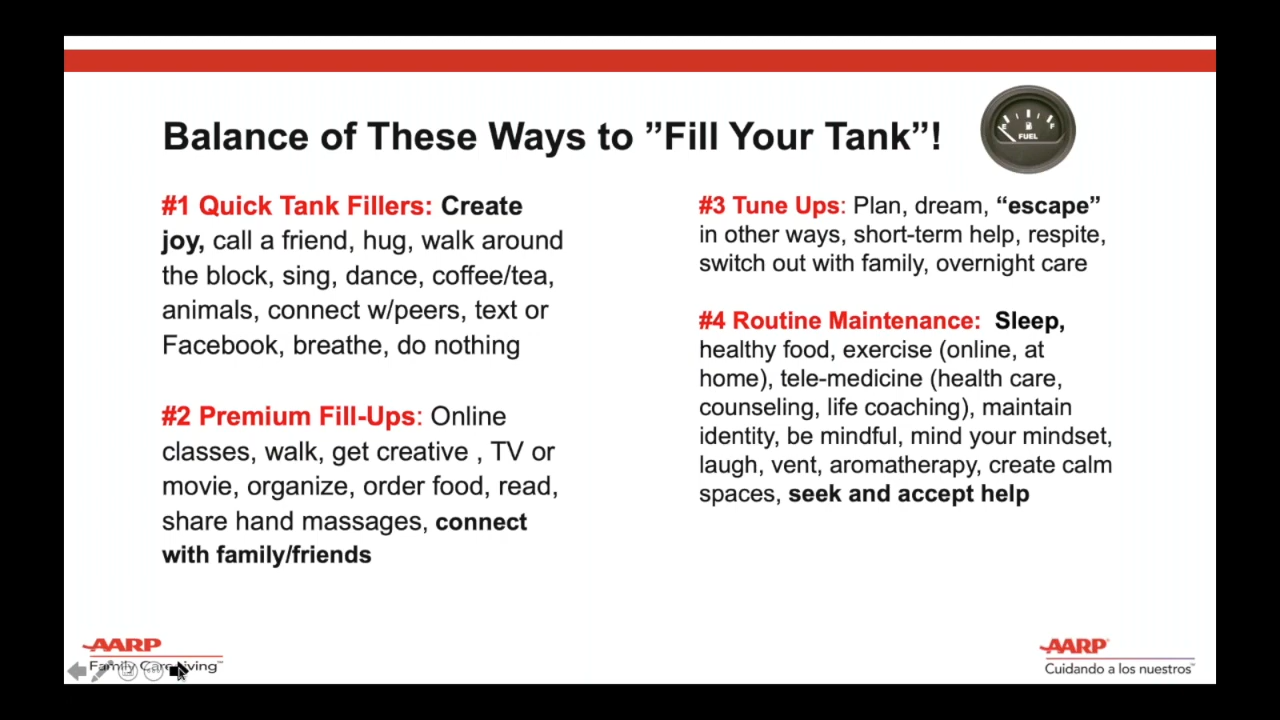 Balance of These Ways to ”Fill Your Tank”!
E
F
FUEL
#1 Quick Tank Fillers: Create
joy, call a friend, hug, walk around
the block, sing, dance, coffee/tea,
animals, connect w/peers, text or
Facebook, breathe, do nothing
#2 Premium Fill-Ups: Online
classes, walk, get creative , TV or
movie, organize, order food, read,
share hand massages, connect
with family/friends
#3 Tune Ups: Plan, dream, “escape”
in other ways, short-term help, respite,
switch out with family, overnight care
#4 Routine Maintenance:  Sleep,
healthy food, exercise (online, at
home), tele-medicine (health care,
counseling, life coaching), maintain
identity, be mindful, mind your mindset,
laugh, vent, aromatherapy, create calm
spaces, seek and accept help
AARP
Family
AARP
Cuidando a los nuestros™